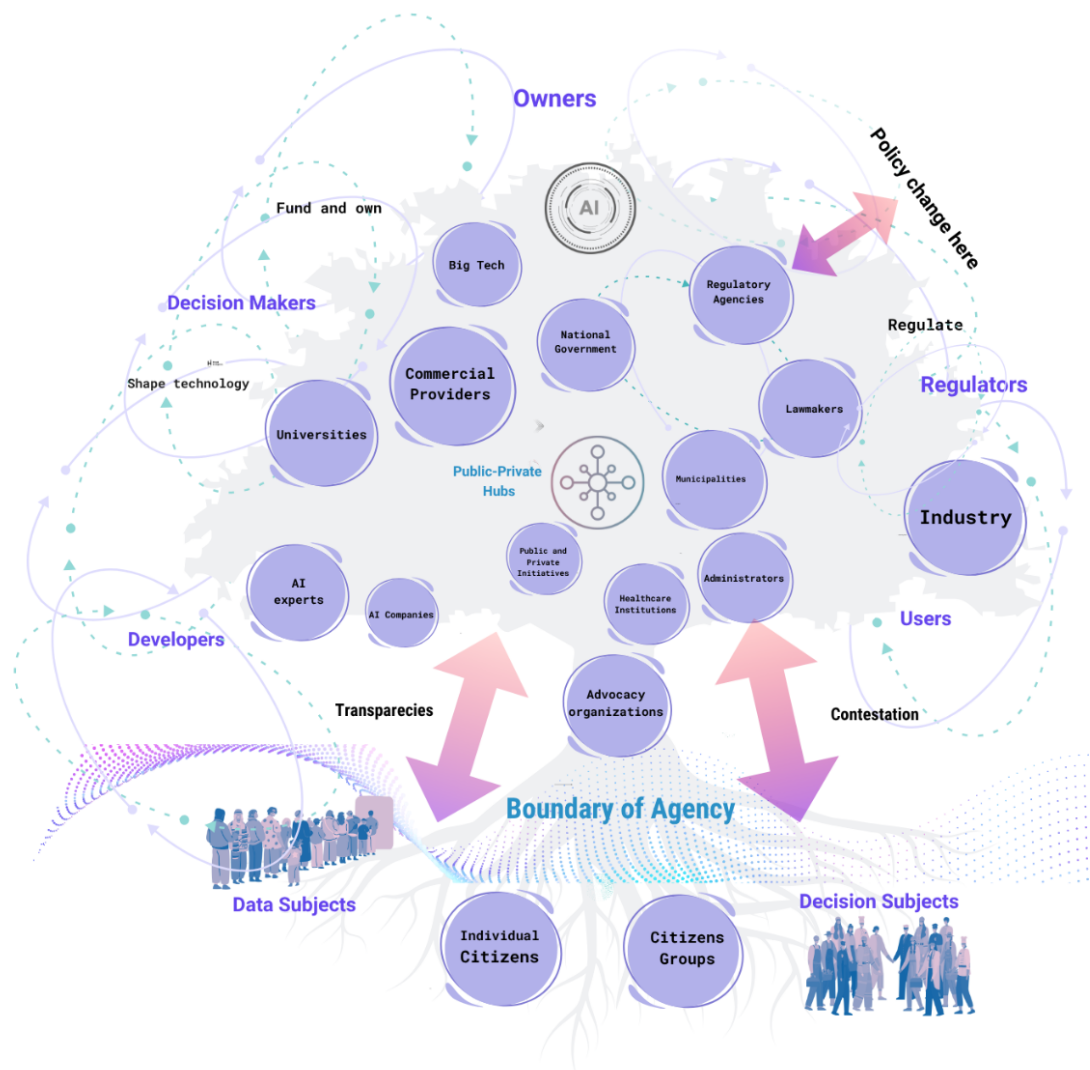 Owners
AI
Policy change here
Fund and own
Big Tech
Regulatory
Agencies
Decision Makers
National
Government
Regulate
Shape technology
Commercial
Providers
Regulators
Lawmakers
Universities
Public-Private
Hubs
Municipalities
Industry
Public and
Private
Initiatives
AI
experts
AI Companies
Healthcare
Institutions
Administrators
Users
Developers
Advocacy
organizations
Transparecies
Contestation
Boundary of Agency
Data Subjects
Decision Subjects
Individual
Citizens
Citizens
Groups